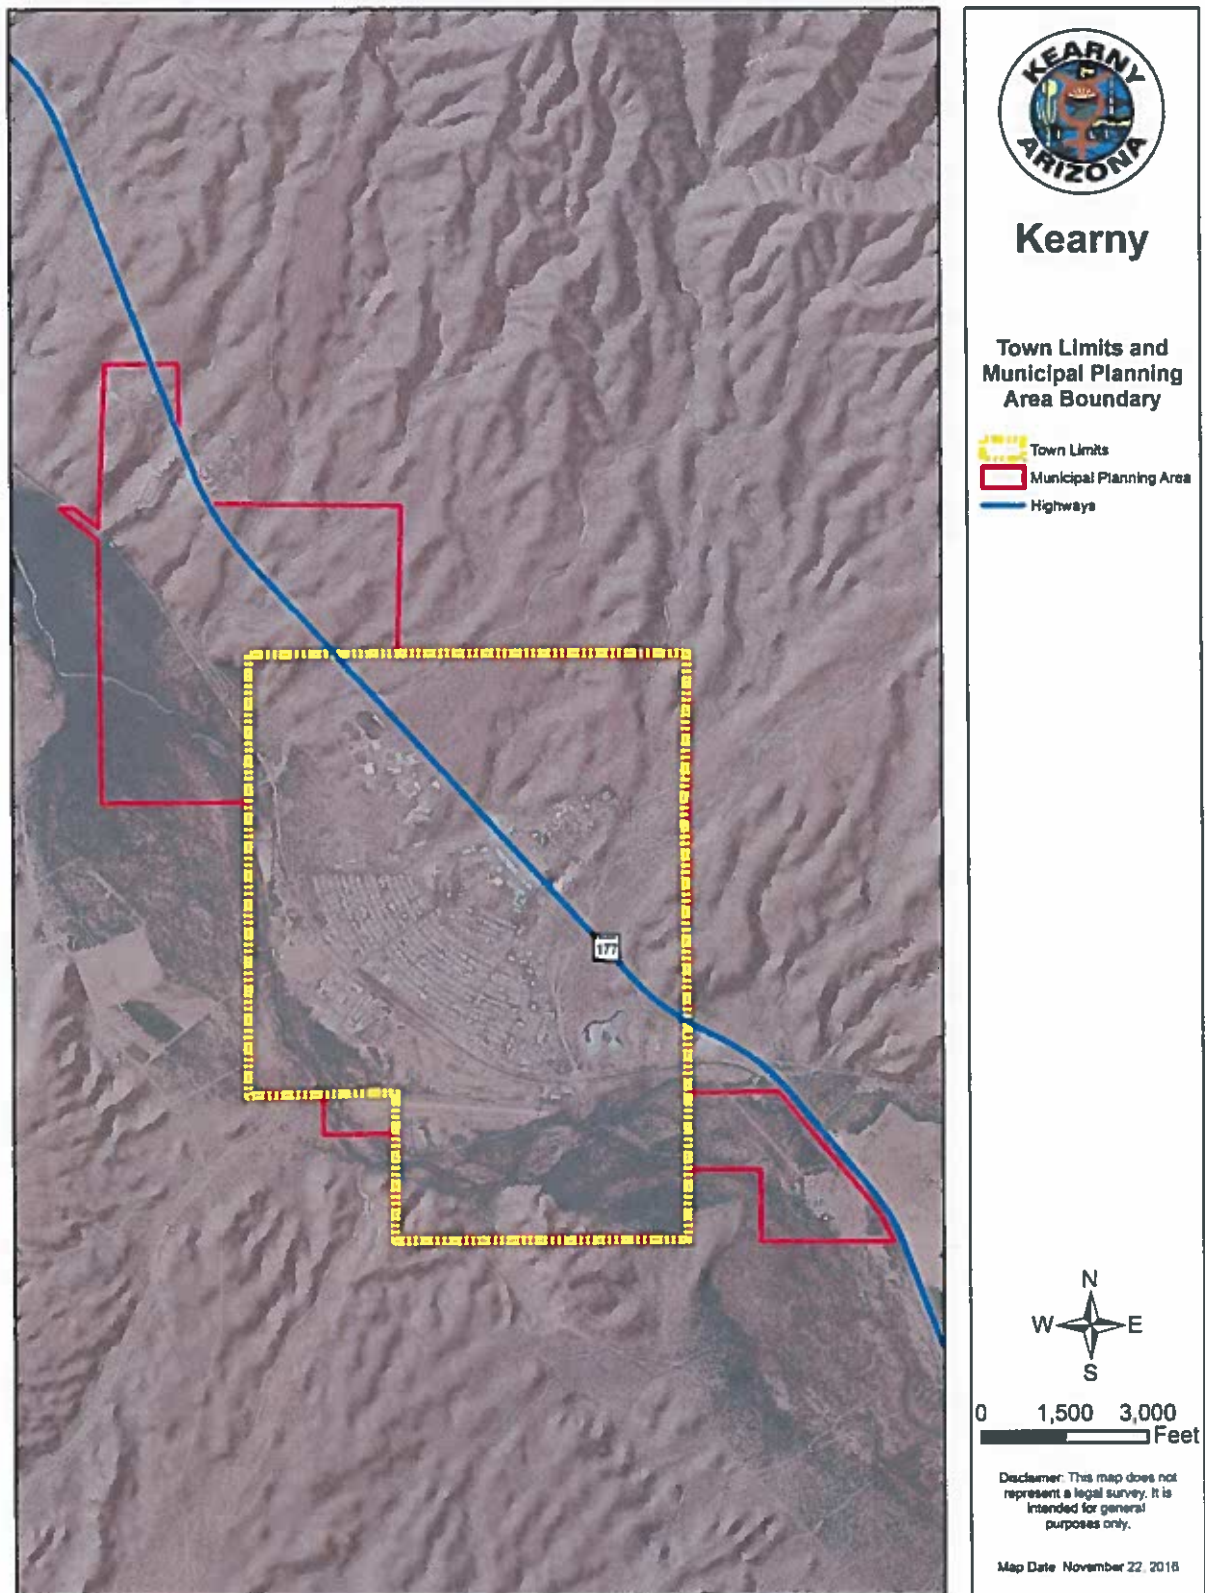 KEARNY
ARIZONA
Kearny
Town Limits and
Municipal Planning
Area Boundary
Town Limits
Municipal Planning Area
Highways
177
N
W E
S
0 1,500 3,000
Feet
Disclaimer: This map does not
represent a legal survey. It is
intended for general
purposes only.
Map Date November 22, 2016